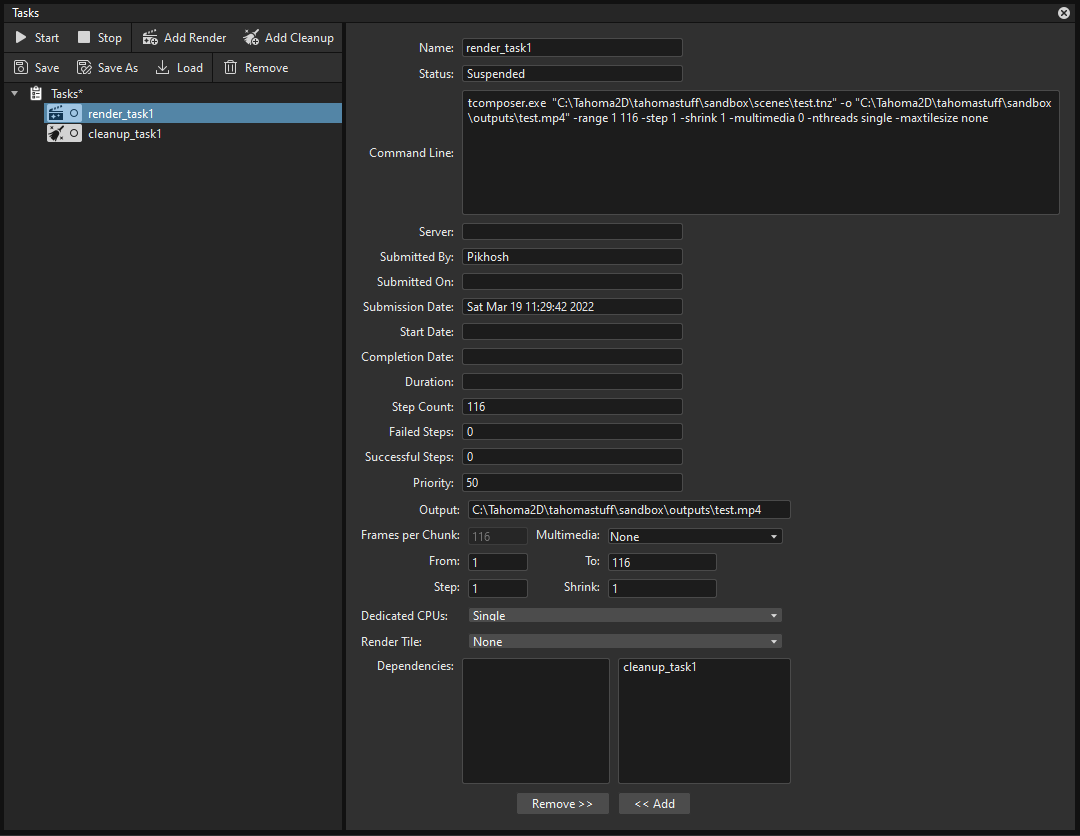 Tasks
Start Stop Add Render Add Cleanup
Save Save As Load Remove
Tasks*
render_task1
cleanup_task1
Name: render_task1
Status: Suspended
Command Line: tcomposer.exe "C:\Tahoma2D\tahomastuff\sandbox\scenes\test.tnz" -o "C:\Tahoma2D\tahomastuff\sandbox
\outputs\test.mp4" -range 1 116 -step 1 -shrink 1 -multimedia 0 -nthreads single -maxtilesize none
Server:
Submitted By: Pikhosh
Submitted On:
Submission Date: Sat Mar 19 11:29:42 2022
Start Date:
Completion Date:
Duration:
Step Count: 116
Failed Steps: 0
Successful Steps: 0
Priority: 50
Output: C:\Tahoma2D\tahomastuff\sandbox\outputs\test.mp4
Frames per Chunk: 116 Multimedia: None
From: 1 To: 116
Step: 1 Shrink: 1
Dedicated CPUs: Single
Render Tile: None
Dependencies: cleanup_task1
Remove >> << Add